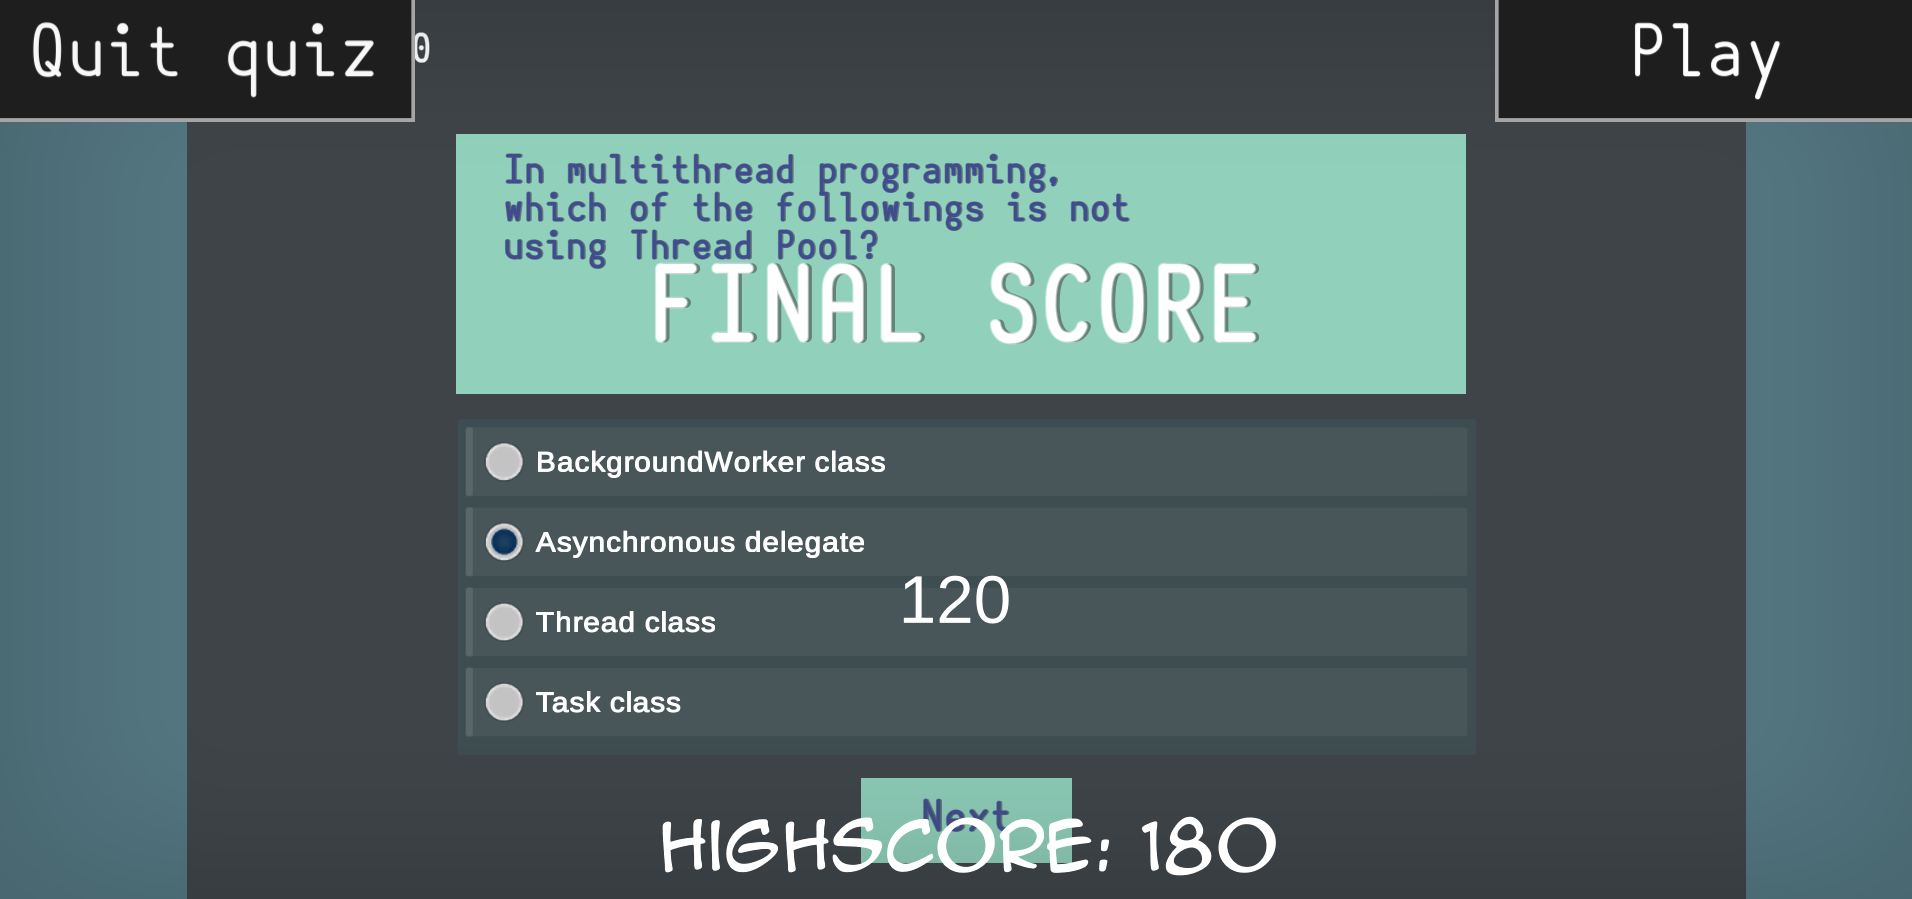 Quit quiz
0
Play
In multithread programming,
which of the followings is not
using Thread Pool?
FINAL SCORE
BackgroundWorker class
Asynchronous delegate
120
Thread class
Task class
Next
HIGHSCORE: 180